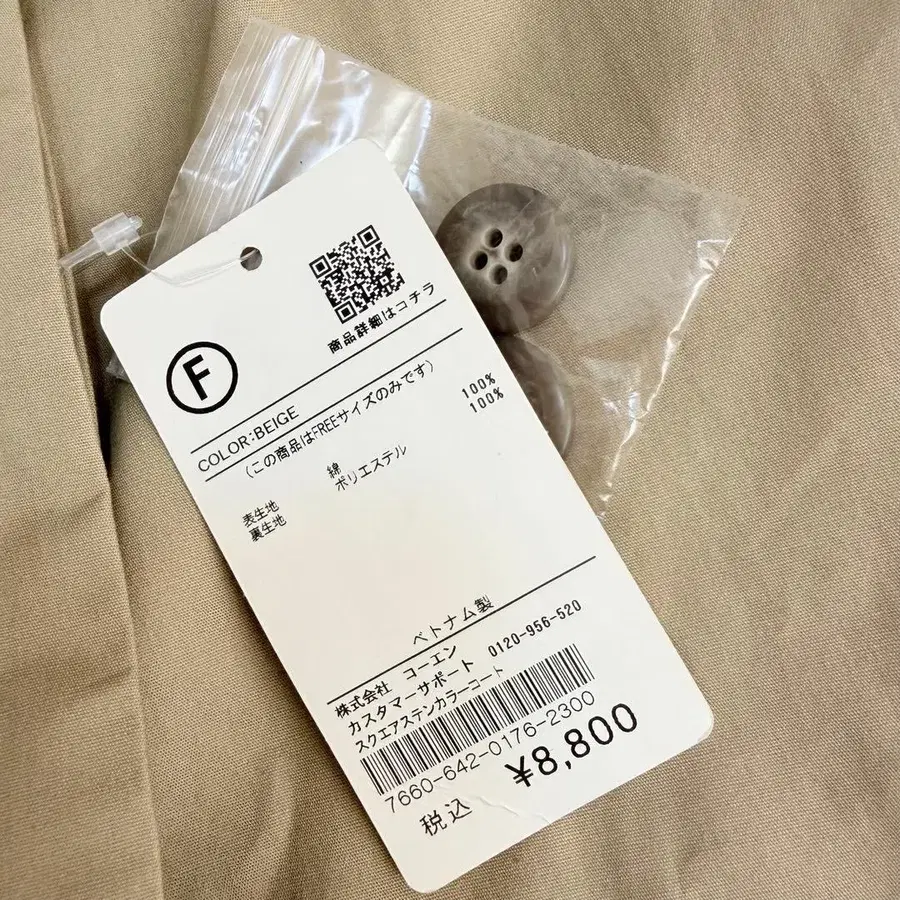 商品詳細はコチラ
F
COLOR:BEIGE
(この商品はFREEサイズのみです)
表生地 綿 100%
裏生地 ポリエステル 100%
ベトナム製
株式会社 コーエン
カスタマーサポート 0120-956-520
スクエアステンカラーコート
7660-642-0176-2300
¥8,800
税込